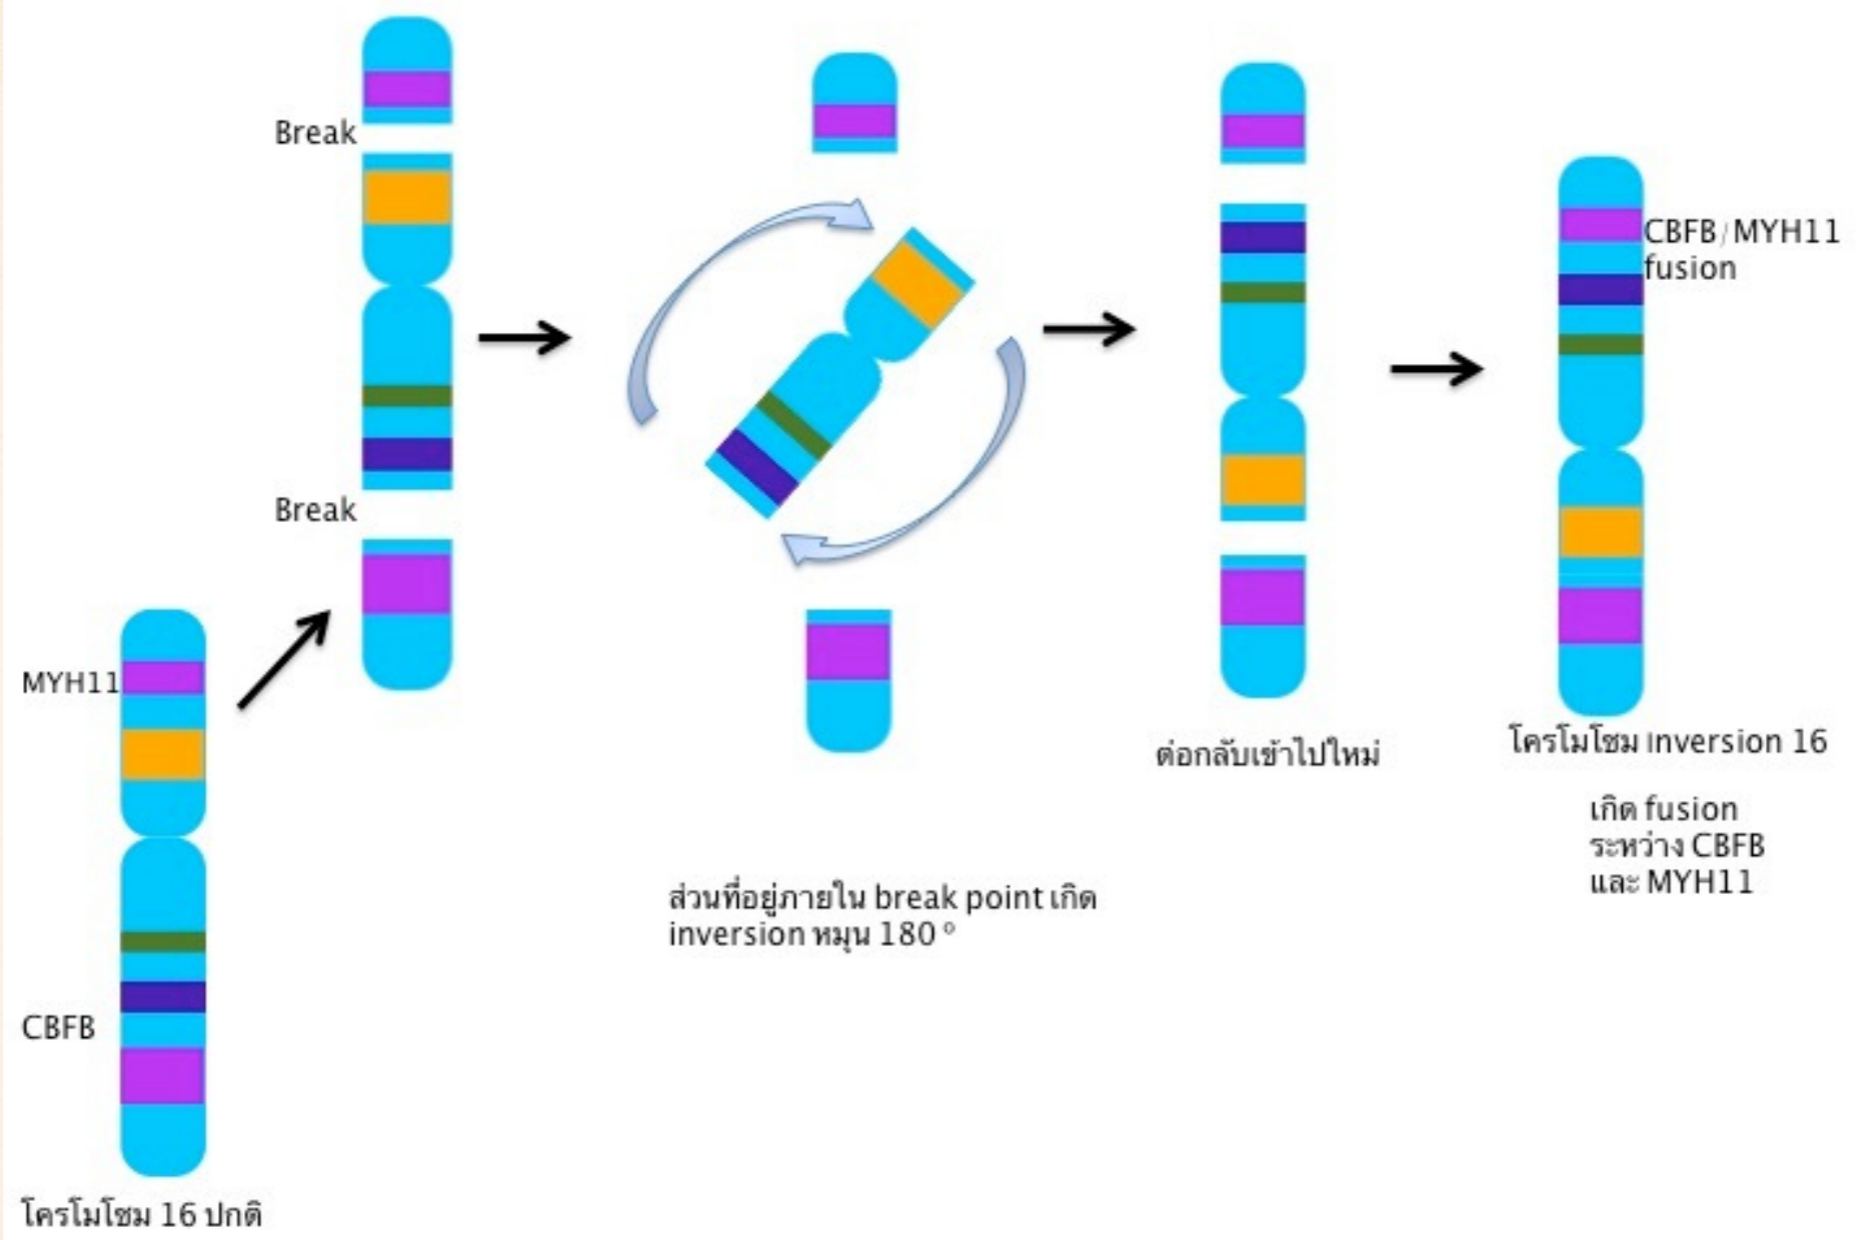 Break
Break
MYH11
CBFB
โครโมโซม 16 ปกติ
ส่วนที่อยู่ภายใน break point เกิด
inversion หมุน 180 °
ต่อกลับเข้าไปใหม่
CBFB/MYH11
fusion
โครโมโซม inversion 16
เกิด fusion
ระหว่าง CBFB
และ MYH11